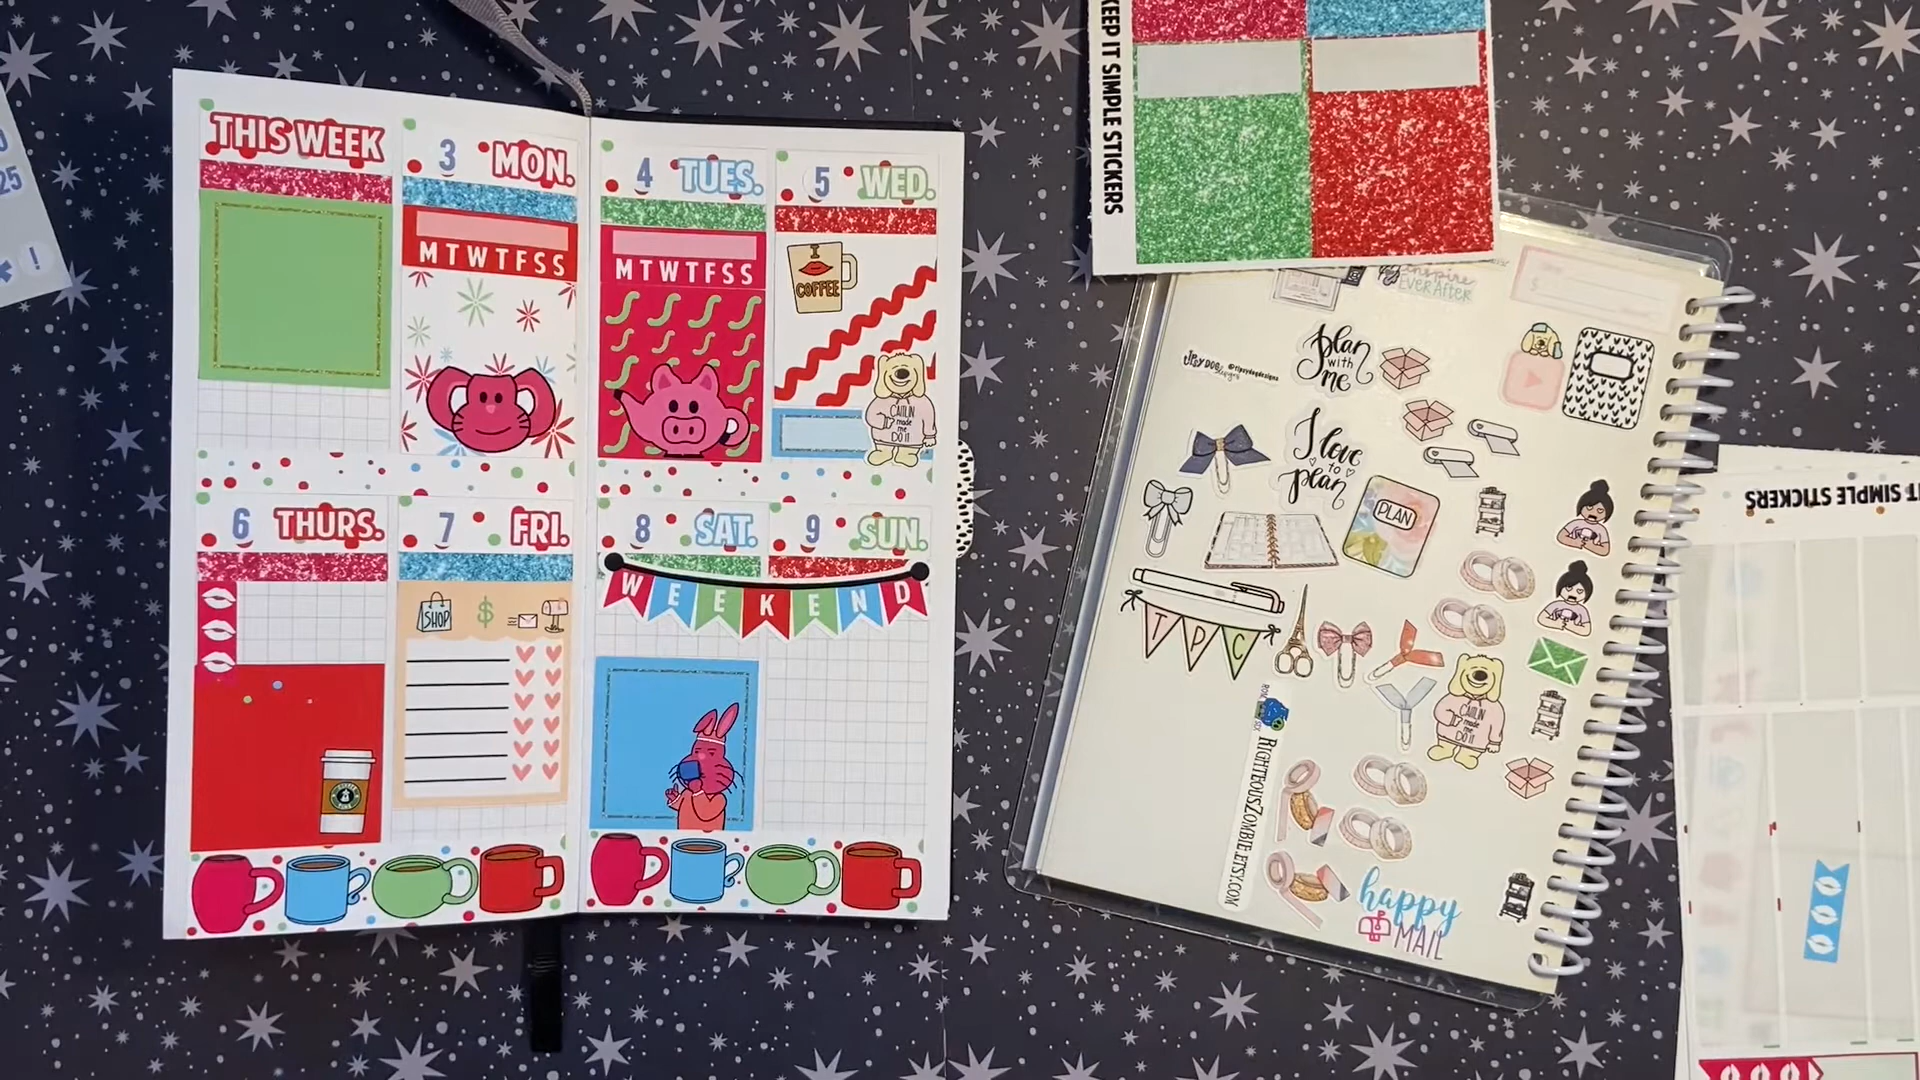 THIS WEEK
3 MON.
M T W T F S S
4 TUES.
M T W T F S S
5 WED.
I
COFFEE
CAITLIN
made
me
DO IT
6 THURS.
7 FRI.
SHOP
$
8 SAT.
9 SUN.
WEEKEND
25
!
KEEP IT SIMPLE STICKERS
inspire
EVER AFTER
$
plan
with
me
@tipsydogdesigns
I love
to
plan
PLAN
TPC
CAITLIN
made
me
DO IT
RIGHTEOUSZOMBIE.ETSY.COM
happy
MAIL
IT SIMPLE STICKERS